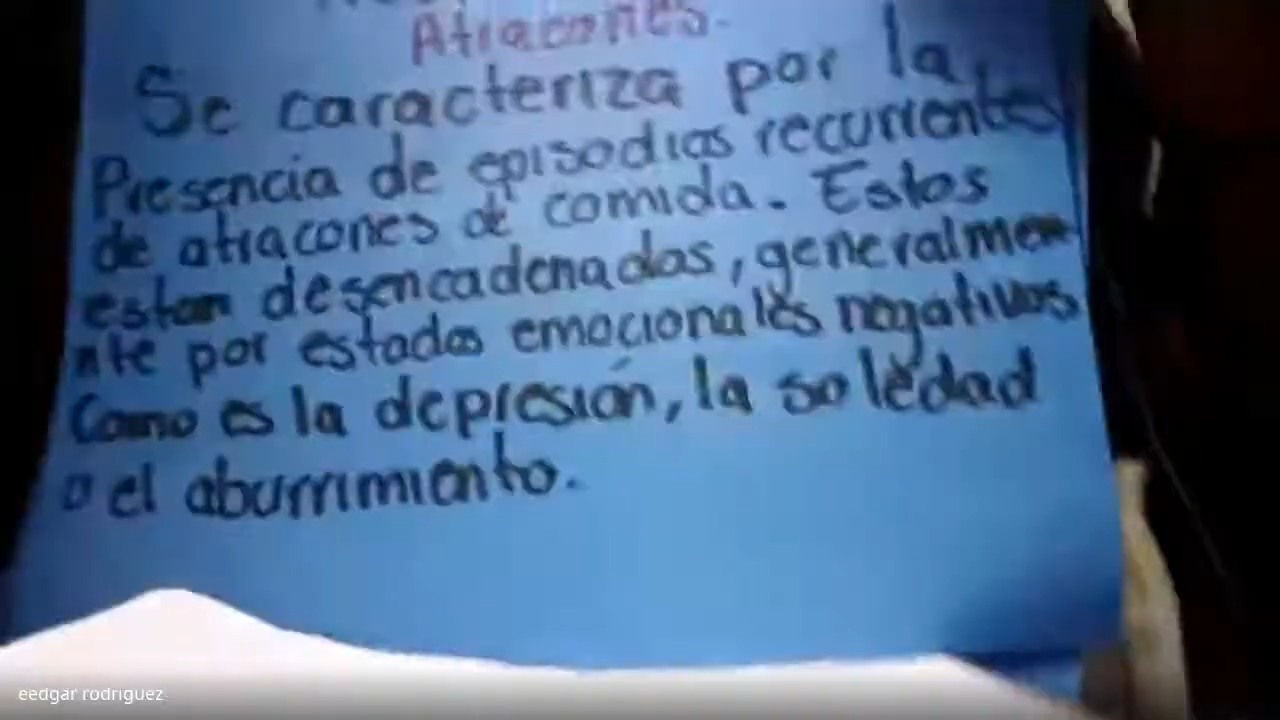 Atracones.
Se caracteriza por la
Presencia de episodios recurrentes
de atracones de comida. Estos
estan desencadenados, generalmen
nte por estados emocionales negativos
Como es la depresión, la soledad
o el aburrimiento.
eedgar rodriguez